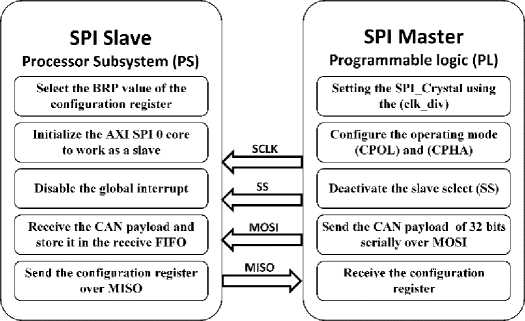 SPI Slave
Processor Subsystem (PS)
Select the BRP value of the
configuration register
Initialize the AXI SPI 0 core
to work as a slave
Disable the global interrupt
Receive the CAN payload and
store it in the receive FIFO
Send the configuration register
over MISO
SCLK
SS
MOSI
MISO
SPI Master
Programmable logic (PL)
Setting the SPI_Crystal using
the (clk_div)
Configure the operating mode
(CPOL) and (CPHA)
Deactivate the slave select (SS)
Send the CAN payload of 32 bits
serially over MOSI
Receive the configuration
register